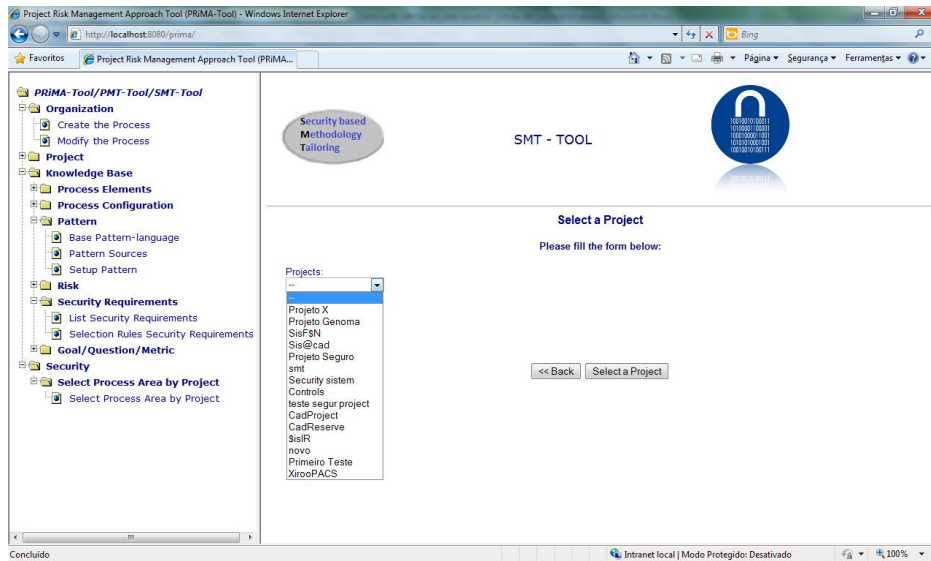 Project Risk Management Approach Tool (PRiMA-Tool) - Windows Internet Explorer
http://localhost:8080/prima/
Bing
Favoritos
Project Risk Management Approach Tool (PRiMA...
Página
Segurança
Ferramentas
PRiMA-Tool/PMT-Tool/SMT-Tool
Organization
Create the Process
Modify the Process
Project
Knowledge Base
Process Elements
Process Configuration
Pattern
Base Pattern-language
Pattern Sources
Setup Pattern
Risk
Security Requirements
List Security Requirements
Selection Rules Security Requirements
Goal/Question/Metric
Security
Select Process Area by Project
Select Process Area by Project
Security based
Methodology
Tailoring
SMT - TOOL
Select a Project
Please fill the form below:
Projects:
--
--
Projeto X
Projeto Genoma
SisF$N
Sis@cad
Projeto Seguro
smt
Security sistem
Controls
teste segur project
CadProject
CadReserve
$isIR
novo
Primeiro Teste
XirooPACS
<< Back
Select a Project
Concluído
Intranet local | Modo Protegido: Desativado
100%